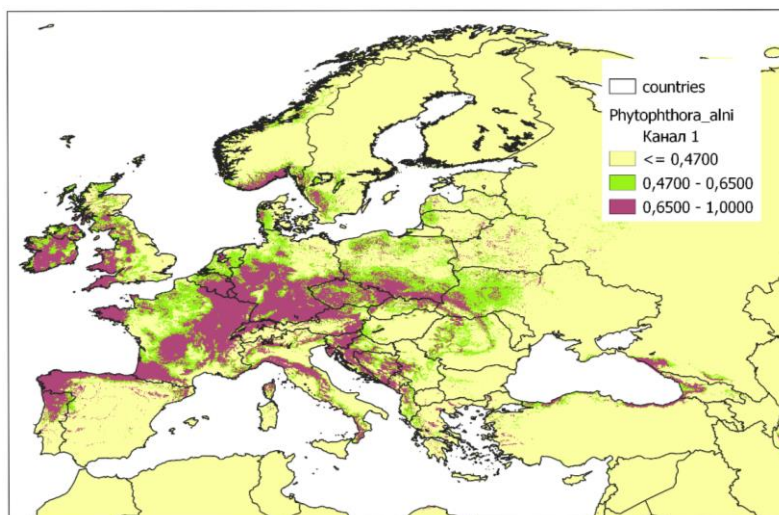 countries
Phytophthora_alni
Канал 1
<= 0,4700
0,4700 - 0,6500
0,6500 - 1,0000